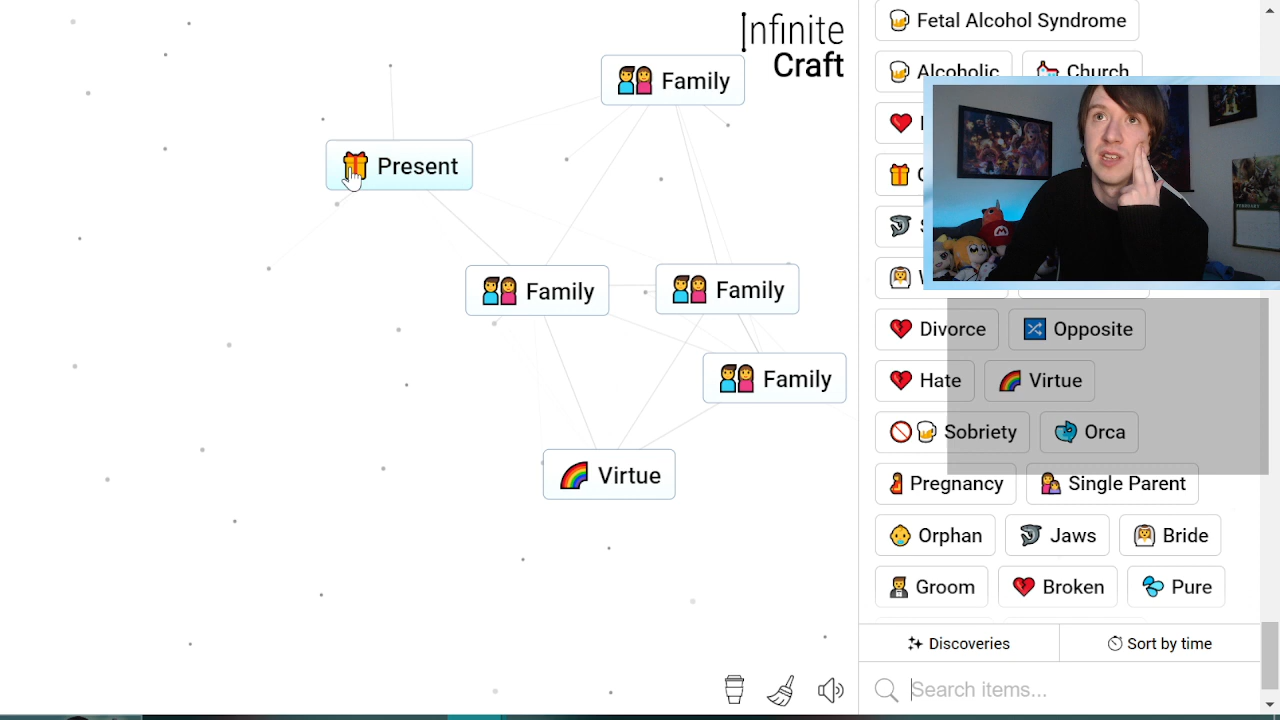 Infinite
Craft
Family
Present
Family
Family
Family
Virtue
Fetal Alcohol Syndrome
Alcoholic Church
Divorce Opposite
Hate Virtue
Sobriety Orca
Pregnancy Single Parent
Orphan Jaws Bride
Groom Broken Pure
Discoveries Sort by time
Search items...